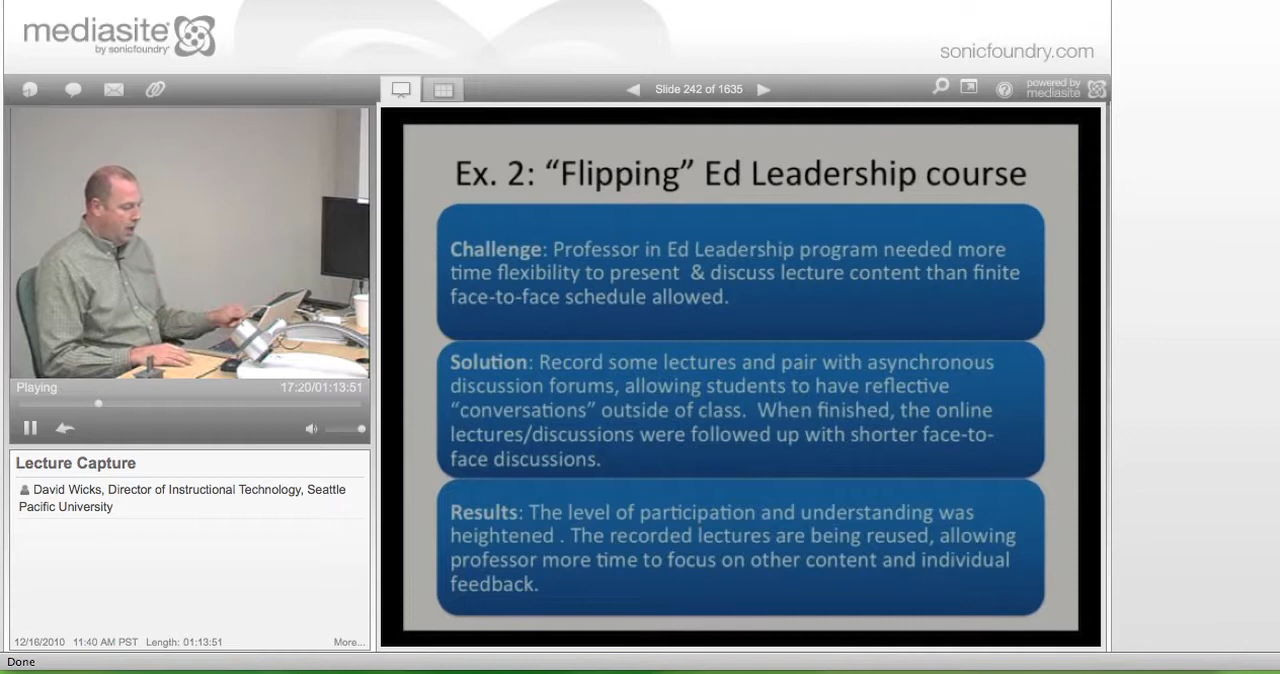 mediasite
by sonicfoundry
sonicfoundry.com
Slide 242 of 1635
powered by
mediasite
Playing
17:20/01:13:51
Lecture Capture
David Wicks, Director of Instructional Technology, Seattle
Pacific University
12/16/2010 11:40 AM PST Length: 01:13:51
More...
Done
Ex. 2: “Flipping” Ed Leadership course
Challenge: Professor in Ed Leadership program needed more
time flexibility to present & discuss lecture content than finite
face-to-face schedule allowed.
Solution: Record some lectures and pair with asynchronous
discussion forums, allowing students to have reflective
“conversations” outside of class. When finished, the online
lectures/discussions were followed up with shorter face-to-
face discussions.
Results: The level of participation and understanding was
heightened . The recorded lectures are being reused, allowing
professor more time to focus on other content and individual
feedback.